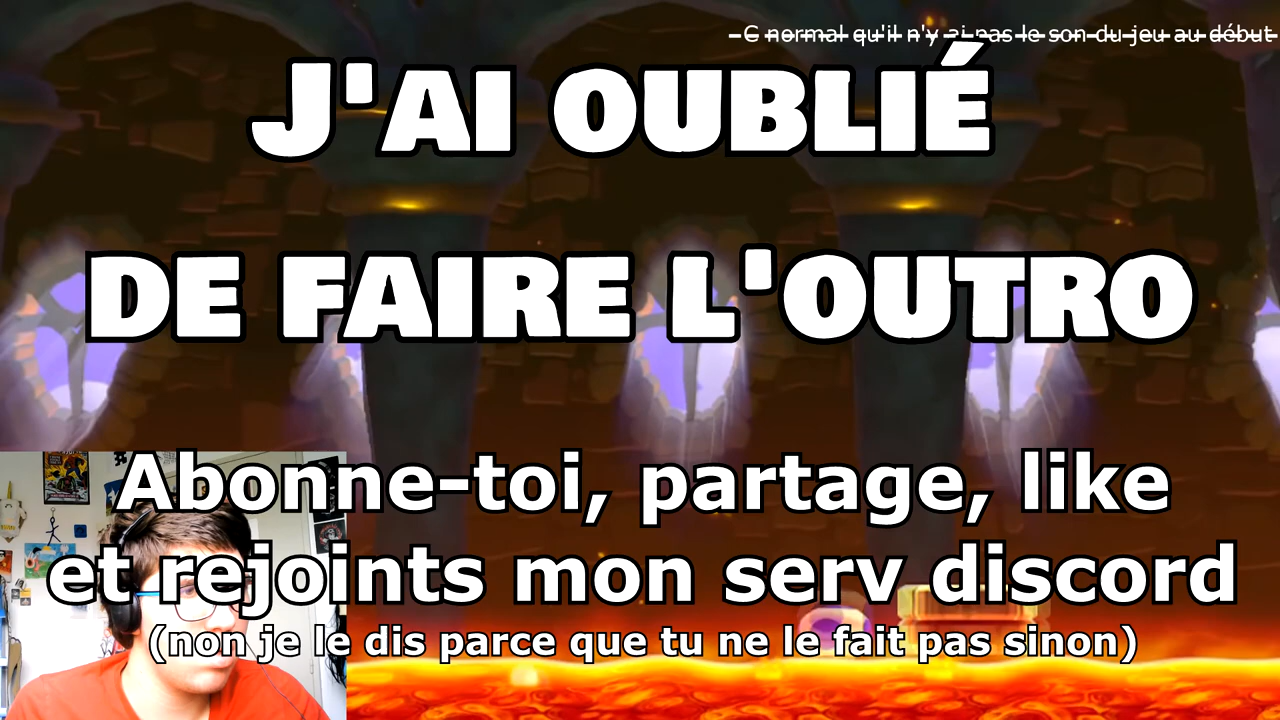 C normal qu'il n'y ai pas le son du jeu au début
J'AI OUBLIÉ
DE FAIRE L'OUTRO
Abonne-toi, partage, like
et rejoints mon serv discord
(non je le dis parce que tu ne le fait pas sinon)